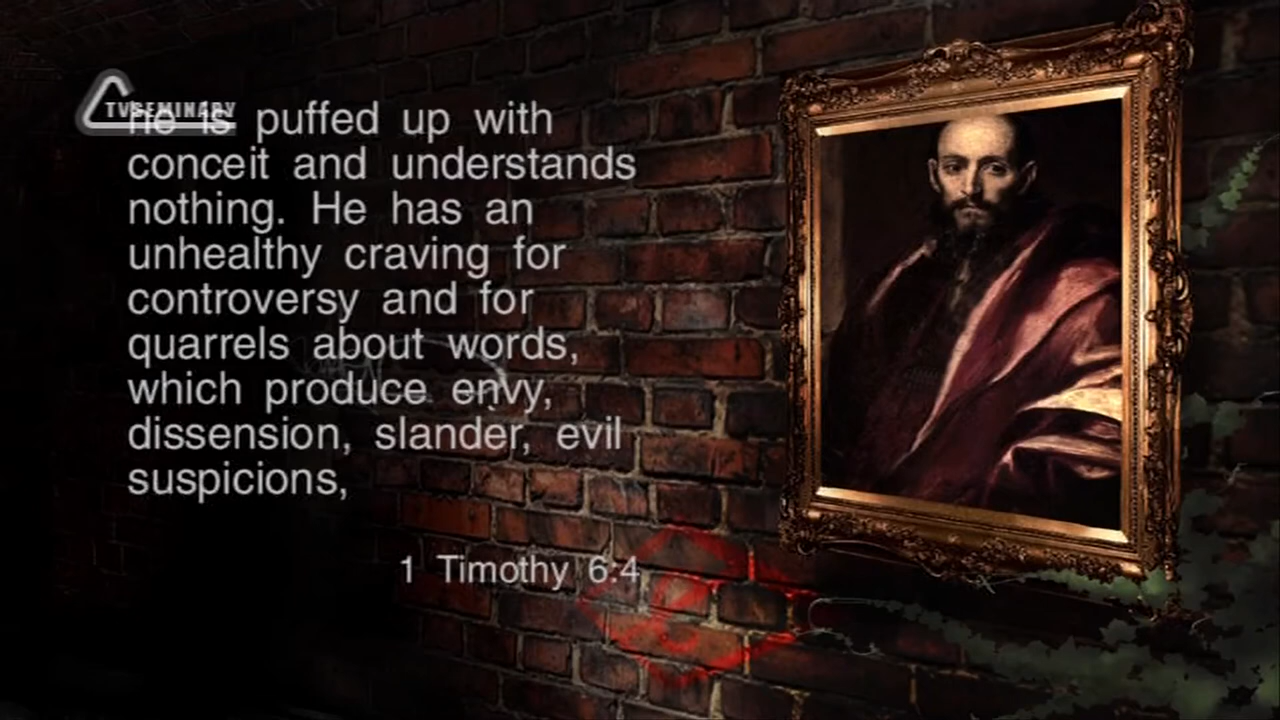 TVSEMINARY
He is puffed up with
conceit and understands
nothing. He has an
unhealthy craving for
controversy and for
quarrels about words,
which produce envy,
dissension, slander, evil
suspicions,
1 Timothy 6:4